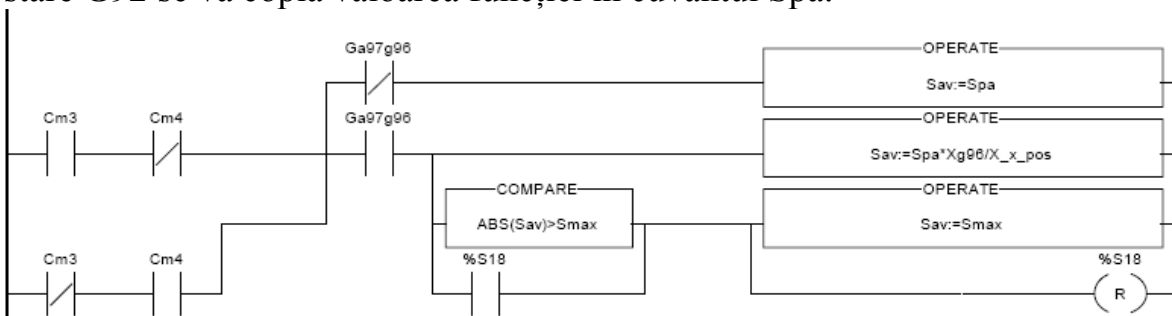 stare G92 se va copia valoarea funcției în cuvântul Spa.
Ga97g96 OPERATE
Sav:=Spa
Cm3 Cm4 Ga97g96 OPERATE
Sav:=Spa*Xg96/X_x_pos
COMPARE OPERATE
ABS(Sav)>Smax Sav:=Smax
Cm3 Cm4 %S18 %S18
R